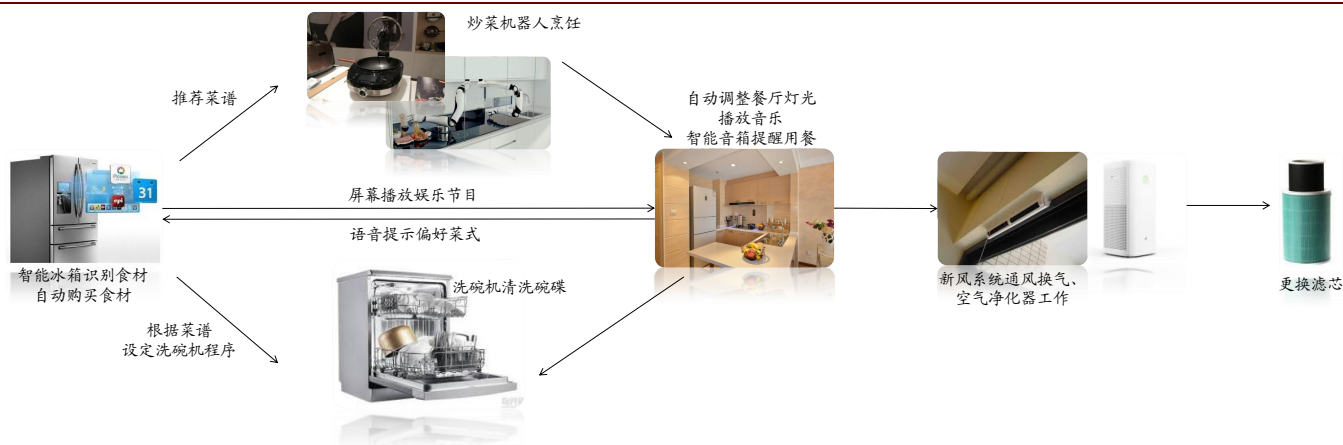 炒菜机器人烹饪
推荐菜谱
自动调整餐厅灯光
播放音乐
智能音箱提醒用餐
31
屏幕播放娱乐节目
语音提示偏好菜式
智能冰箱识别食材
自动购买食材
洗碗机清洗碗碟
新风系统通风换气、
空气净化器工作
更换滤芯
根据菜谱
设定洗碗机程序